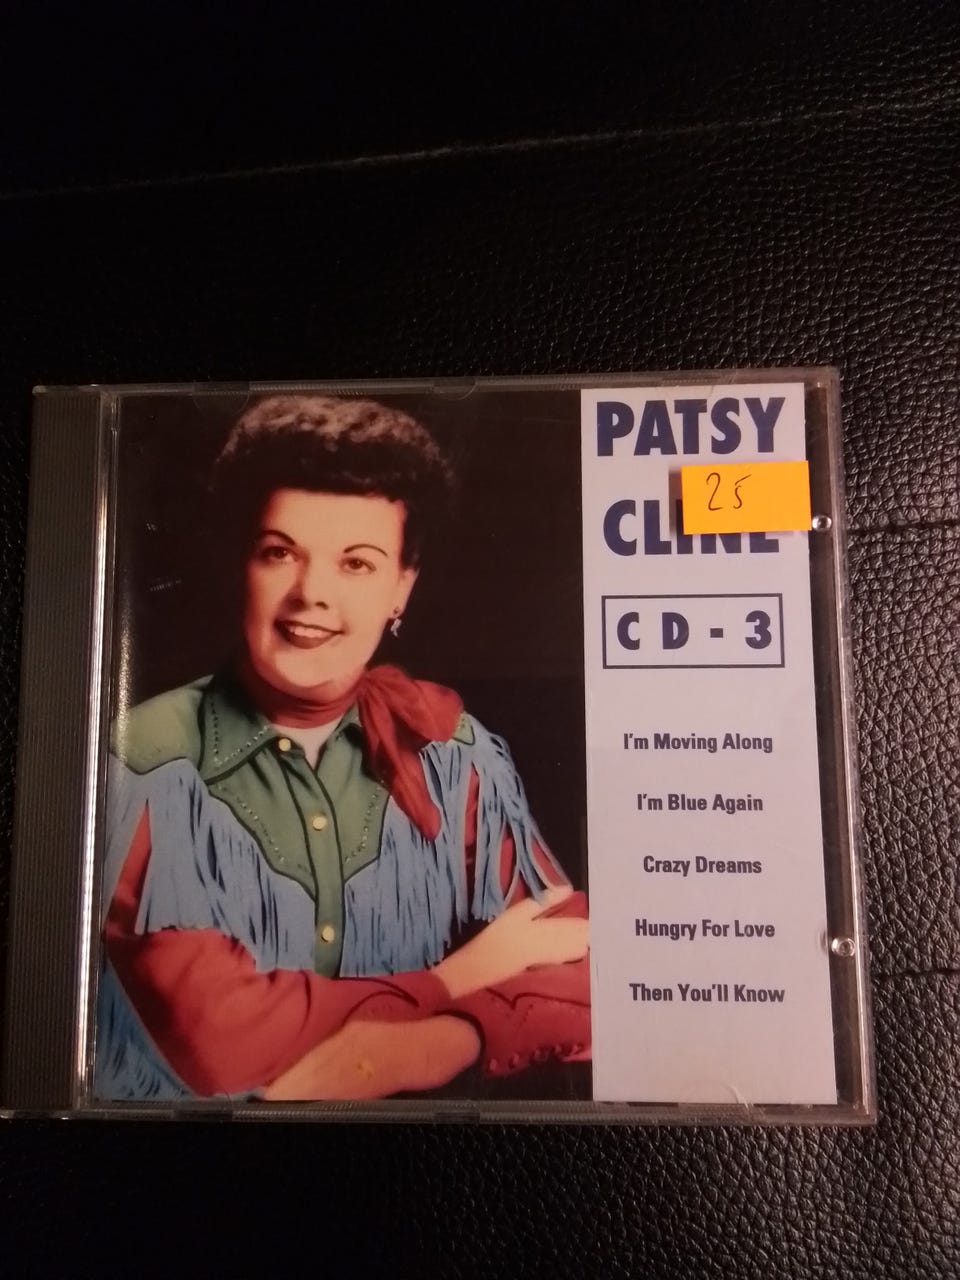 PATSY
25
CLINE
CD-3
I'm Moving Along
I'm Blue Again
Crazy Dreams
Hungry For Love
Then You'll Know